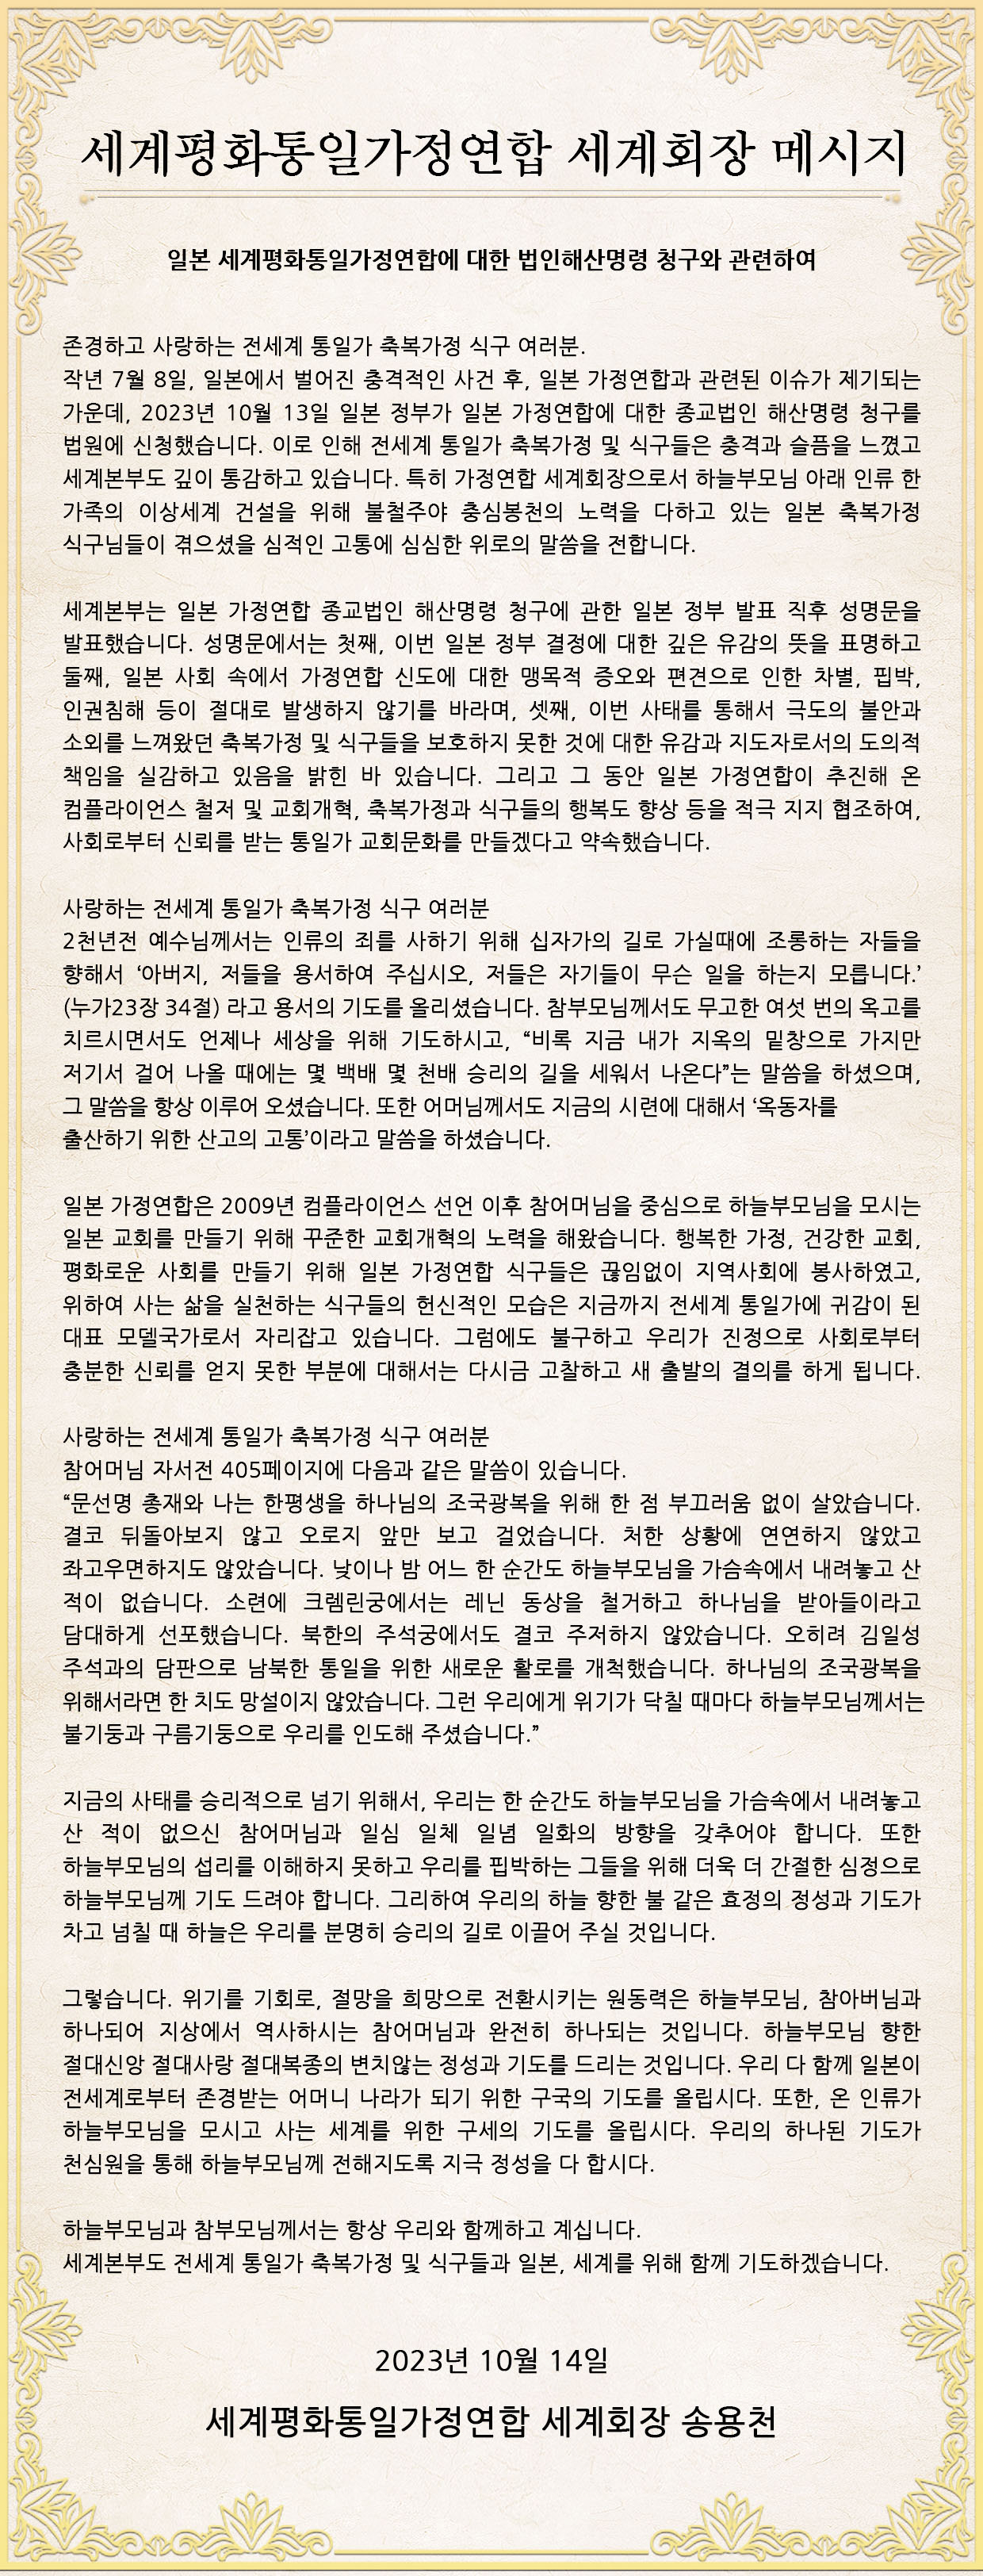 세계평화통일가정연합 세계회장 메시지
일본 세계평화통일가정연합에 대한 법인해산명령 청구와 관련하여
존경하고 사랑하는 전세계 통일가 축복가정 식구 여러분.
작년 7월 8일, 일본에서 벌어진 충격적인 사건 후, 일본 가정연합과 관련된 이슈가 제기되는
가운데, 2023년 10월 13일 일본 정부가 일본 가정연합에 대한 종교법인 해산명령 청구를
법원에 신청했습니다. 이로 인해 전세계 통일가 축복가정 및 식구들은 충격과 슬픔을 느꼈고
세계본부도 깊이 통감하고 있습니다. 특히 가정연합 세계회장으로서 하늘부모님 아래 인류 한
가족의 이상세계 건설을 위해 불철주야 충심봉천의 노력을 다하고 있는 일본 축복가정
식구님들이 겪으셨을 심적인 고통에 심심한 위로의 말씀을 전합니다.
세계본부는 일본 가정연합 종교법인 해산명령 청구에 관한 일본 정부 발표 직후 성명문을
발표했습니다. 성명문에서는 첫째, 이번 일본 정부 결정에 대한 깊은 유감의 뜻을 표명하고
둘째, 일본 사회 속에서 가정연합 신도에 대한 맹목적 증오와 편견으로 인한 차별, 핍박,
인권침해 등이 절대로 발생하지 않기를 바라며, 셋째, 이번 사태를 통해서 극도의 불안과
소외를 느껴왔던 축복가정 및 식구들을 보호하지 못한 것에 대한 유감과 지도자로서의 도의적
책임을 실감하고 있음을 밝힌 바 있습니다. 그리고 그 동안 일본 가정연합이 추진해 온
컴플라이언스 철저 및 교회개혁, 축복가정과 식구들의 행복도 향상 등을 적극 지지 협조하여,
사회로부터 신뢰를 받는 통일가 교회문화를 만들겠다고 약속했습니다.
사랑하는 전세계 통일가 축복가정 식구 여러분
2천년전 예수님께서는 인류의 죄를 사하기 위해 십자가의 길로 가실때에 조롱하는 자들을
향해서 ‘아버지, 저들을 용서하여 주십시오, 저들은 자기들이 무슨 일을 하는지 모릅니다.’
(누가23장 34절) 라고 용서의 기도를 올리셨습니다. 참부모님께서도 무고한 여섯 번의 옥고를
치르시면서도 언제나 세상을 위해 기도하시고, “비록 지금 내가 지옥의 밑창으로 가지만
저기서 걸어 나올 때에는 몇 백배 몇 천배 승리의 길을 세워서 나온다”는 말씀을 하셨으며,
그 말씀을 항상 이루어 오셨습니다. 또한 어머님께서도 지금의 시련에 대해서 ‘옥동자를
출산하기 위한 산고의 고통’이라고 말씀을 하셨습니다.
일본 가정연합은 2009년 컴플라이언스 선언 이후 참어머님을 중심으로 하늘부모님을 모시는
일본 교회를 만들기 위해 꾸준한 교회개혁의 노력을 해왔습니다. 행복한 가정, 건강한 교회,
평화로운 사회를 만들기 위해 일본 가정연합 식구들은 끊임없이 지역사회에 봉사하였고,
위하여 사는 삶을 실천하는 식구들의 헌신적인 모습은 지금까지 전세계 통일가에 귀감이 된
대표 모델국가로서 자리잡고 있습니다. 그럼에도 불구하고 우리가 진정으로 사회로부터
충분한 신뢰를 얻지 못한 부분에 대해서는 다시금 고찰하고 새 출발의 결의를 하게 됩니다.
사랑하는 전세계 통일가 축복가정 식구 여러분
참어머님 자서전 405페이지에 다음과 같은 말씀이 있습니다.
“문선명 총재와 나는 한평생을 하나님의 조국광복을 위해 한 점 부끄러움 없이 살았습니다.
결코 뒤돌아보지 않고 오로지 앞만 보고 걸었습니다. 처한 상황에 연연하지 않았고
좌고우면하지도 않았습니다. 낮이나 밤 어느 한 순간도 하늘부모님을 가슴속에서 내려놓고 산
적이 없습니다. 소련에 크렘린궁에서는 레닌 동상을 철거하고 하나님을 받아들이라고
담대하게 선포했습니다. 북한의 주석궁에서도 결코 주저하지 않았습니다. 오히려 김일성
주석과의 담판으로 남북한 통일을 위한 새로운 활로를 개척했습니다. 하나님의 조국광복을
위해서라면 한 치도 망설이지 않았습니다. 그런 우리에게 위기가 닥칠 때마다 하늘부모님께서는
불기둥과 구름기둥으로 우리를 인도해 주셨습니다.”
지금의 사태를 승리적으로 넘기 위해서, 우리는 한 순간도 하늘부모님을 가슴속에서 내려놓고
산 적이 없으신 참어머님과 일심 일체 일념 일화의 방향을 갖추어야 합니다. 또한
하늘부모님의 섭리를 이해하지 못하고 우리를 핍박하는 그들을 위해 더욱 더 간절한 심정으로
하늘부모님께 기도 드려야 합니다. 그리하여 우리의 하늘 향한 불 같은 효정의 정성과 기도가
차고 넘칠 때 하늘은 우리를 분명히 승리의 길로 이끌어 주실 것입니다.
그렇습니다. 위기를 기회로, 절망을 희망으로 전환시키는 원동력은 하늘부모님, 참아버님과
하나되어 지상에서 역사하시는 참어머님과 완전히 하나되는 것입니다. 하늘부모님 향한
절대신앙 절대사랑 절대복종의 변치않는 정성과 기도를 드리는 것입니다. 우리 다 함께 일본이
전세계로부터 존경받는 어머니 나라가 되기 위한 구국의 기도를 올립시다. 또한, 온 인류가
하늘부모님을 모시고 사는 세계를 위한 구세의 기도를 올립시다. 우리의 하나된 기도가
천심원을 통해 하늘부모님께 전해지도록 지극 정성을 다 합시다.
하늘부모님과 참부모님께서는 항상 우리와 함께하고 계십니다.
세계본부도 전세계 통일가 축복가정 및 식구들과 일본, 세계를 위해 함께 기도하겠습니다.
2023년 10월 14일
세계평화통일가정연합 세계회장 송용천